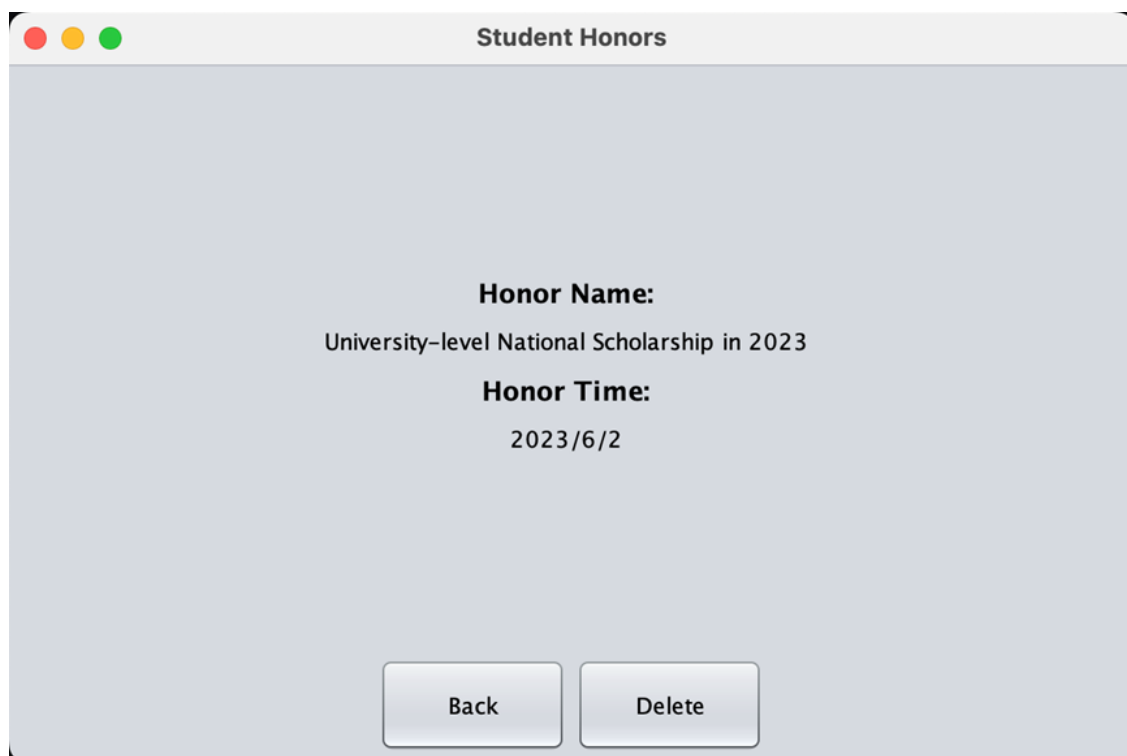 Student Honors
Honor Name:
University-level National Scholarship in 2023
Honor Time:
2023/6/2
Back
Delete